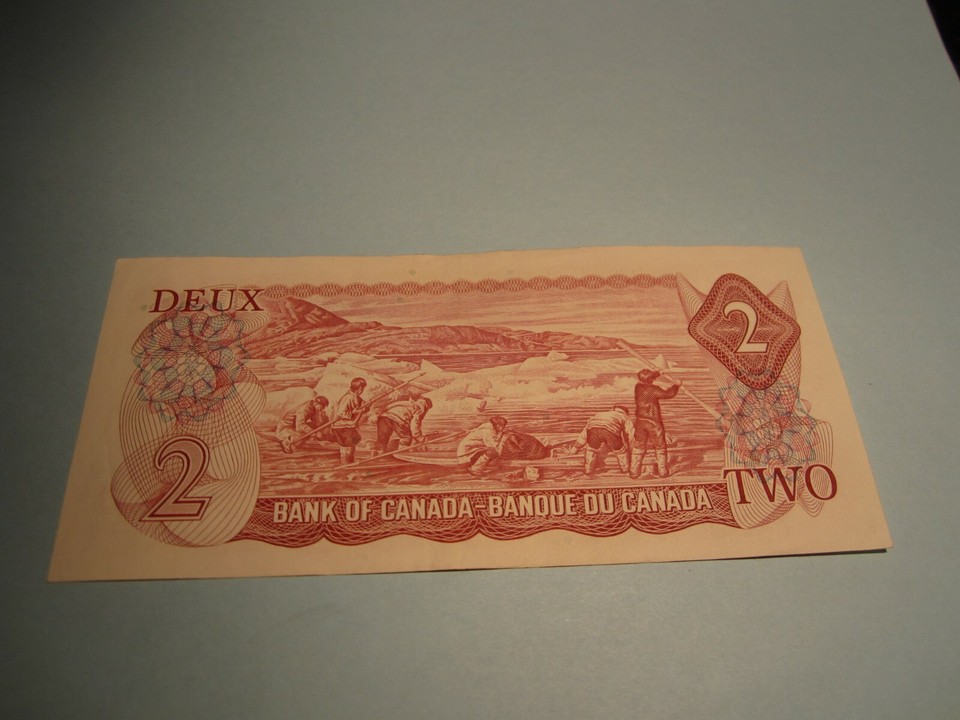 DEUX
2
2
BANK OF CANADA-BANQUE DU CANADA
TWO